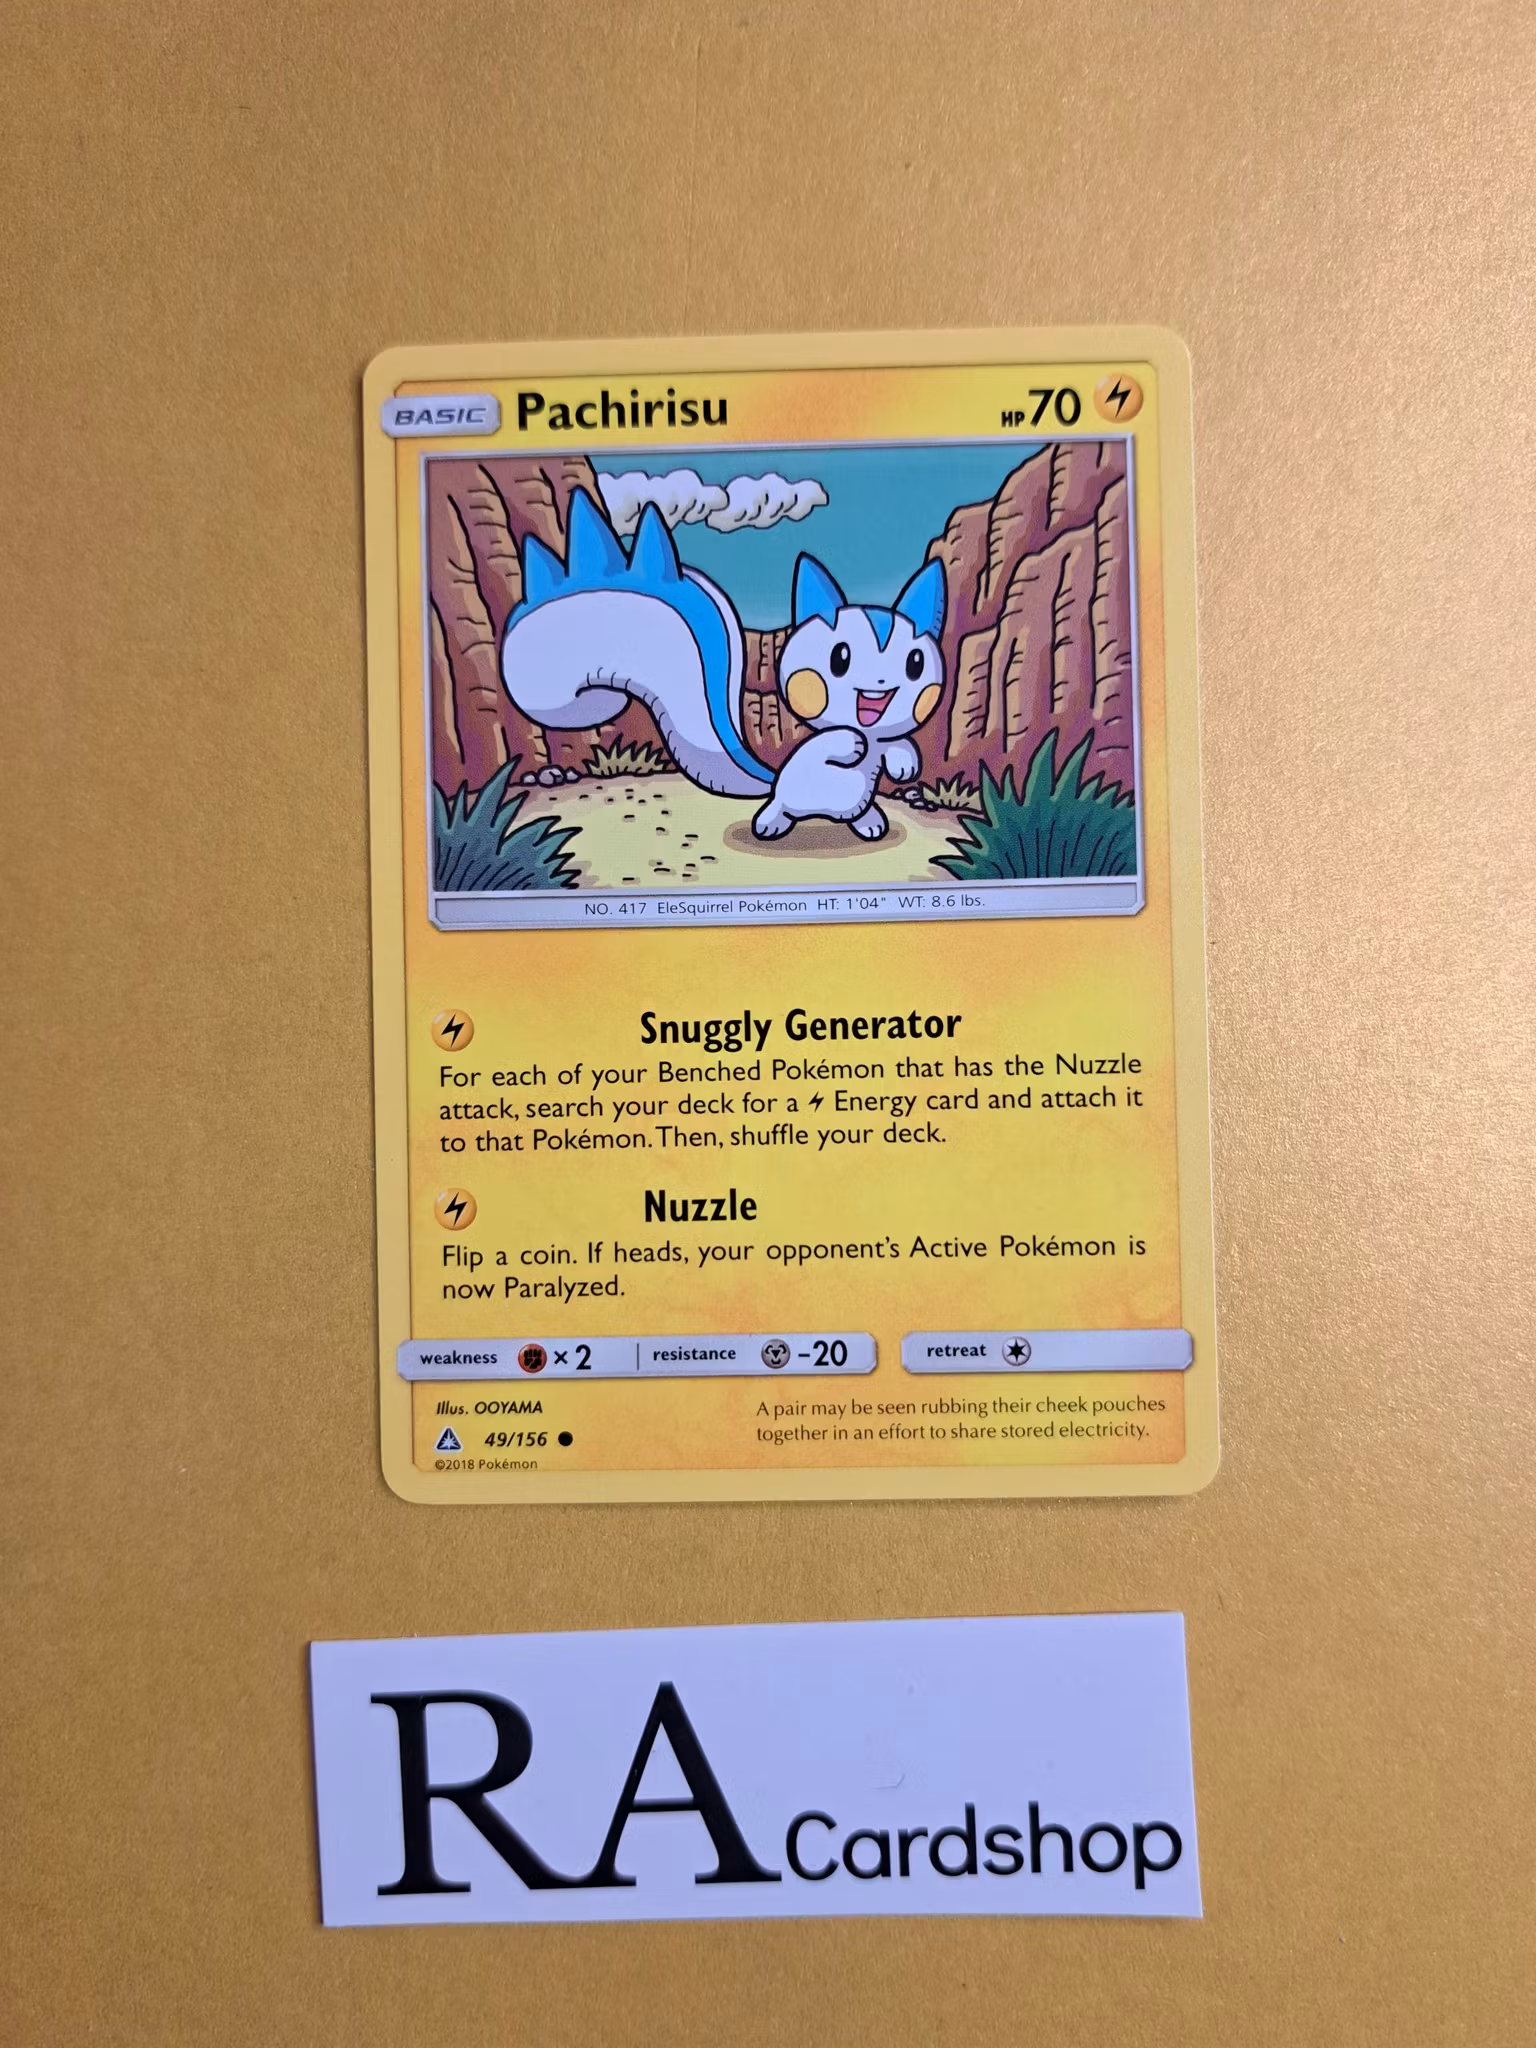 BASIC Pachirisu HP 70
NO. 417 EleSquirrel Pokémon HT: 1'04" WT: 8.6 lbs.
Snuggly Generator
For each of your Benched Pokémon that has the Nuzzle
attack, search your deck for a Energy card and attach it
to that Pokémon. Then, shuffle your deck.
Nuzzle
Flip a coin. If heads, your opponent's Active Pokémon is
now Paralyzed.
weakness × 2 resistance -20 retreat
Illus. OOYAMA
49/156
©2018 Pokémon
A pair may be seen rubbing their cheek pouches
together in an effort to share stored electricity.
RA Cardshop